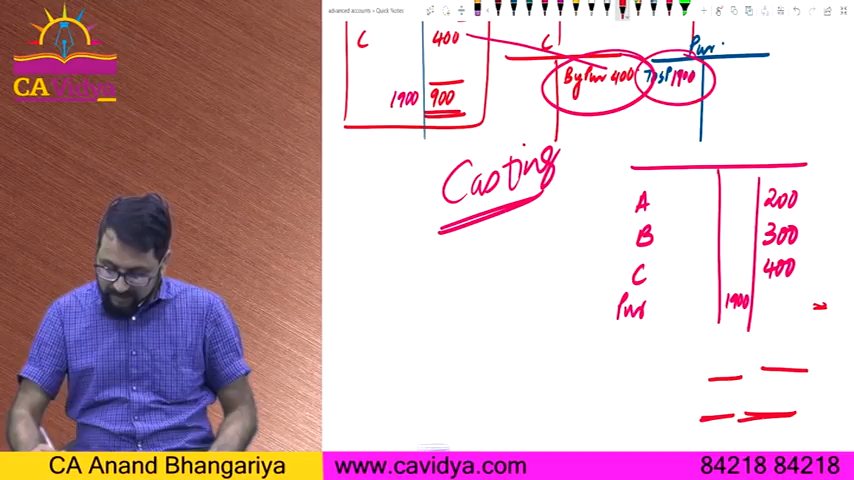 advanced accounts - Quick Notes
CA Vidya
C 400
1900 900
C
By Pur 400
Pur.
To sP 1900
Casting
A 200
B 300
C 400
Pur 1900
CA Anand Bhangariya www.cavidya.com 84218 84218